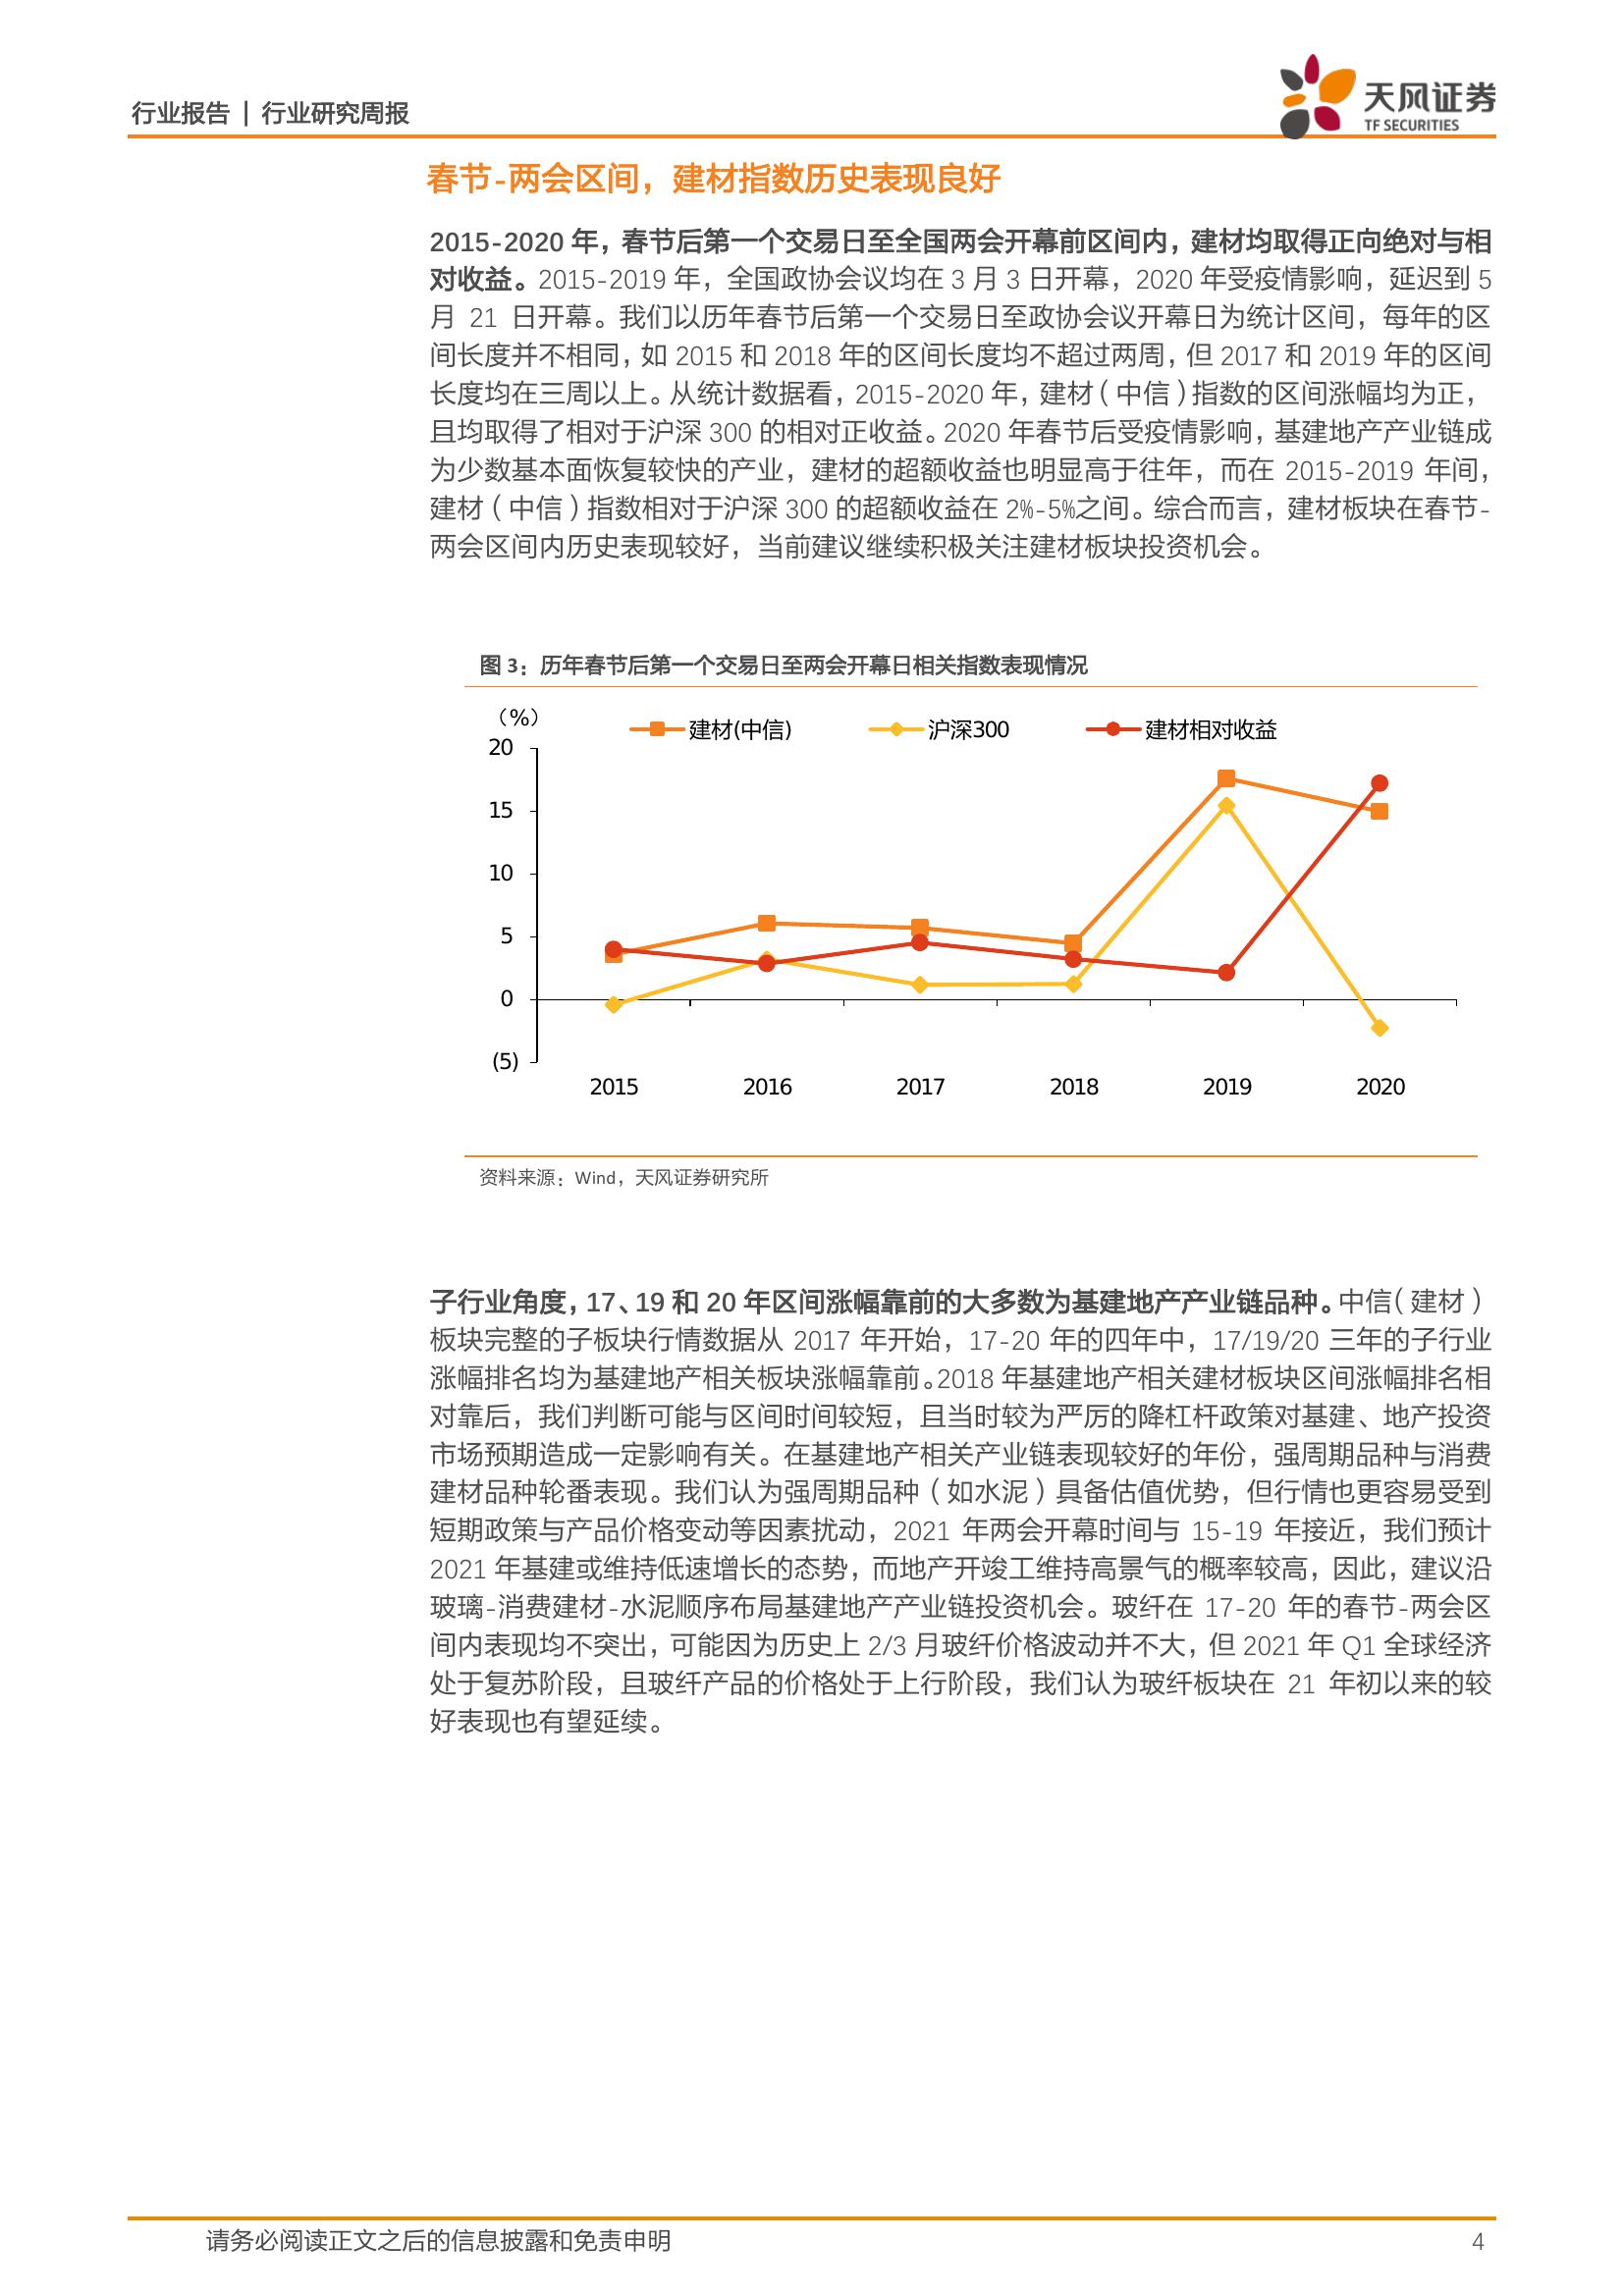 行业报告 | 行业研究周报
天风证券
TF SECURITIES
春节-两会区间，建材指数历史表现良好
2015-2020 年，春节后第一个交易日至全国两会开幕前区间内，建材均取得正向绝对与相
对收益。2015-2019 年，全国政协会议均在 3 月 3 日开幕，2020 年受疫情影响，延迟到 5
月 21 日开幕。我们以历年春节后第一个交易日至政协会议开幕日为统计区间，每年的区
间长度并不相同，如 2015 和 2018 年的区间长度均不超过两周，但 2017 和 2019 年的区间
长度均在三周以上。从统计数据看，2015-2020 年，建材（中信）指数的区间涨幅均为正，
且均取得了相对于沪深 300 的相对正收益。2020 年春节后受疫情影响，基建地产产业链成
为少数基本面恢复较快的产业，建材的超额收益也明显高于往年，而在 2015-2019 年间，
建材（中信）指数相对于沪深 300 的超额收益在 2%-5%之间。综合而言，建材板块在春节-
两会区间内历史表现较好，当前建议继续积极关注建材板块投资机会。
图 3：历年春节后第一个交易日至两会开幕日相关指数表现情况
（%）
建材(中信) 沪深300 建材相对收益
20
15
10
5
0
(5)
2015 2016 2017 2018 2019 2020
资料来源：Wind，天风证券研究所
子行业角度，17、19 和 20 年区间涨幅靠前的大多数为基建地产产业链品种。中信（建材）
板块完整的子板块行情数据从 2017 年开始，17-20 年的四年中，17/19/20 三年的子行业
涨幅排名均为基建地产相关板块涨幅靠前。2018 年基建地产相关建材板块区间涨幅排名相
对靠后，我们判断可能与区间时间较短，且当时较为严厉的降杠杆政策对基建、地产投资
市场预期造成一定影响有关。在基建地产相关产业链表现较好的年份，强周期品种与消费
建材品种轮番表现。我们认为强周期品种（如水泥）具备估值优势，但行情也更容易受到
短期政策与产品价格变动等因素扰动，2021 年两会开幕时间与 15-19 年接近，我们预计
2021 年基建或维持低速增长的态势，而地产开竣工维持高景气的概率较高，因此，建议沿
玻璃-消费建材-水泥顺序布局基建地产产业链投资机会。玻纤在 17-20 年的春节-两会区
间内表现均不突出，可能因为历史上 2/3 月玻纤价格波动并不大，但 2021 年 Q1 全球经济
处于复苏阶段，且玻纤产品的价格处于上行阶段，我们认为玻纤板块在 21 年初以来的较
好表现也有望延续。
请务必阅读正文之后的信息披露和免责申明 4